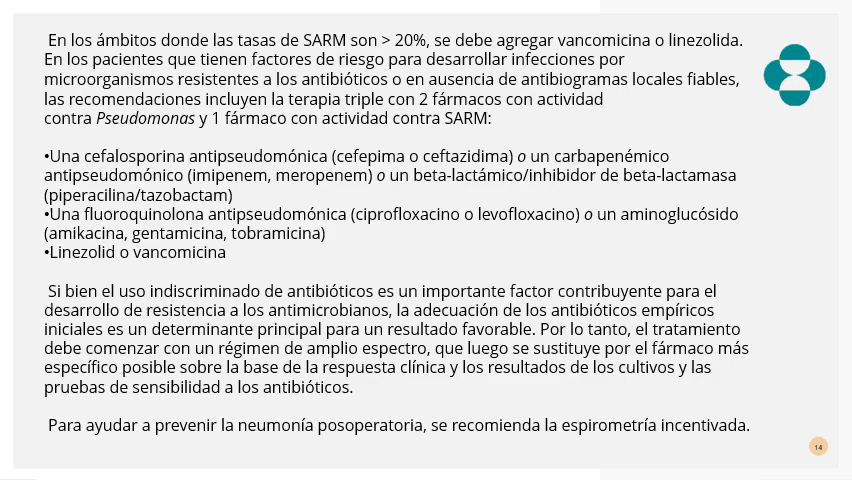 En los ámbitos donde las tasas de SARM son > 20%, se debe agregar vancomicina o linezolida.
En los pacientes que tienen factores de riesgo para desarrollar infecciones por
microorganismos resistentes a los antibióticos o en ausencia de antibiogramas locales fiables,
las recomendaciones incluyen la terapia triple con 2 fármacos con actividad
contra Pseudomonas y 1 fármaco con actividad contra SARM:
•Una cefalosporina antipseudomónica (cefepima o ceftazidima) o un carbapenémico
antipseudomónico (imipenem, meropenem) o un beta-lactámico/inhibidor de beta-lactamasa
(piperacilina/tazobactam)
•Una fluoroquinolona antipseudomónica (ciprofloxacino o levofloxacino) o un aminoglucósido
(amikacina, gentamicina, tobramicina)
•Linezolid o vancomicina
Si bien el uso indiscriminado de antibióticos es un importante factor contribuyente para el
desarrollo de resistencia a los antimicrobianos, la adecuación de los antibióticos empíricos
iniciales es un determinante principal para un resultado favorable. Por lo tanto, el tratamiento
debe comenzar con un régimen de amplio espectro, que luego se sustituye por el fármaco más
específico posible sobre la base de la respuesta clínica y los resultados de los cultivos y las
pruebas de sensibilidad a los antibióticos.
Para ayudar a prevenir la neumonía posoperatoria, se recomienda la espirometría incentivada.
14